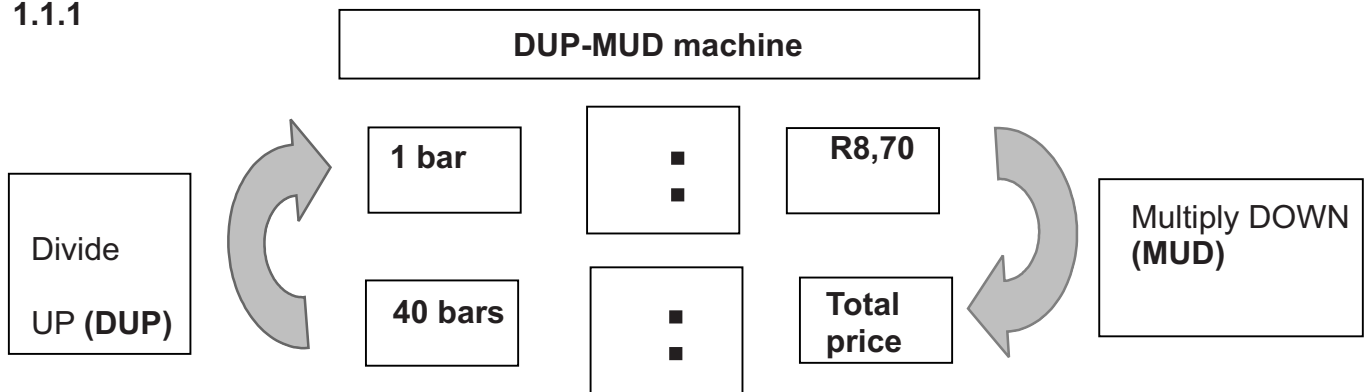 1.1.1
DUP-MUD machine
1 bar
:
R8,70
Divide
UP (DUP)
Multiply DOWN
(MUD)
40 bars
:
Total
price